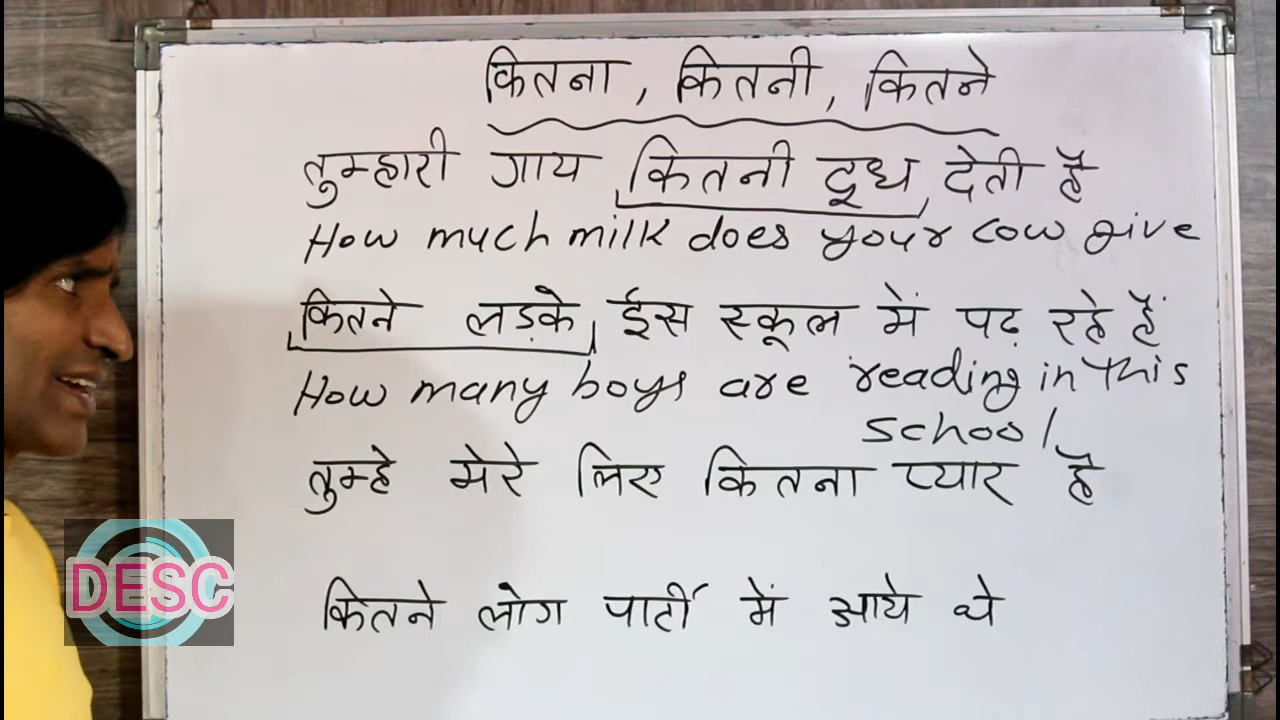 कितना, कितनी, कितने
तुम्हारी गाय कितनी दूध देती है
How much milk does your cow give
कितने लड़के ईस स्कूल में पढ़ रहे हैं
How many boys are reading in this
school
तुम्हे मेरे लिए कितना प्यार है
कितने लोग पार्टी में आये थे
DESC